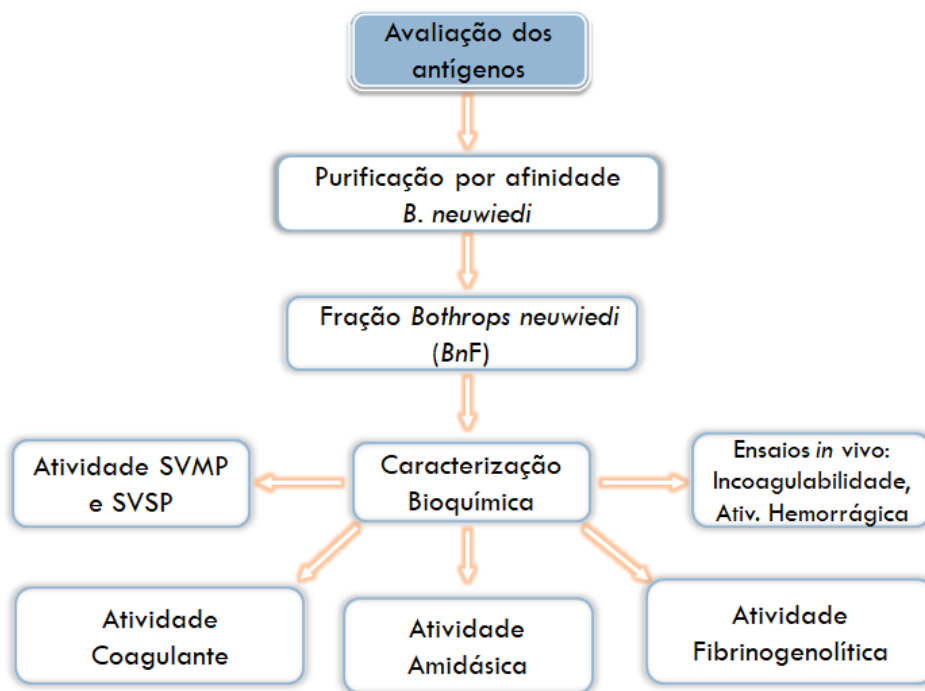 Avaliação dos
antígenos
Purificação por afinidade
B. neuwiedi
Fração Bothrops neuwiedi
(BnF)
Atividade SVMP
e SVSP
Caracterização
Bioquímica
Ensaios in vivo:
Incoagulabilidade,
Ativ. Hemorrágica
Atividade
Coagulante
Atividade
Amidásica
Atividade
Fibrinogenolítica